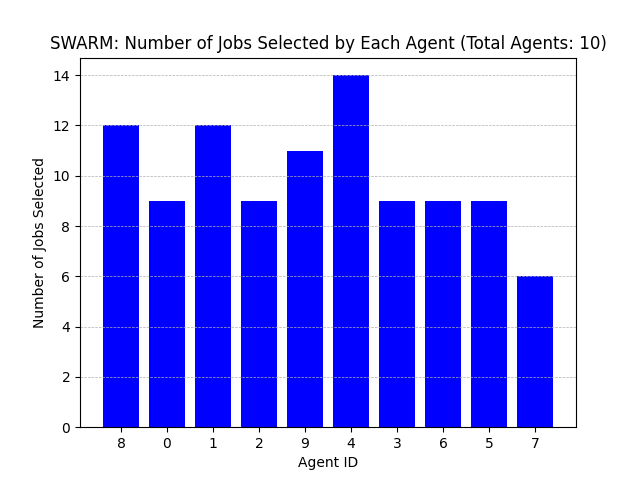 SWARM: Number of Jobs Selected by Each Agent (Total Agents: 10)
14
12
10
8
6
4
2
0
Number of Jobs Selected
8 0 1 2 9 4 3 6 5 7
Agent ID